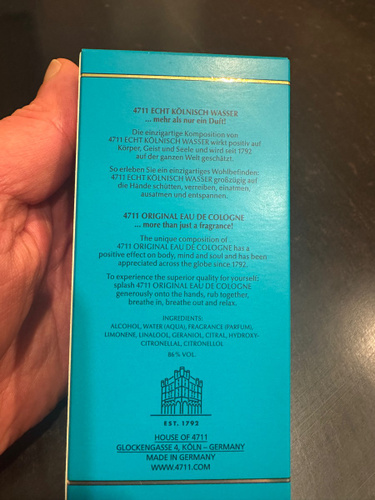 4711 ECHT KÖLNISCH WASSER
... mehr als nur ein Duft!
Die einzigartige Komposition von
4711 ECHT KÖLNISCH WASSER wirkt positiv auf
Körper, Geist und Seele und wird seit 1792
auf der ganzen Welt geschätzt.
So erleben Sie ein einzigartiges Wohlbefinden:
4711 ECHT KÖLNISCH WASSER großzügig auf
die Hände schütten, verreiben, einatmen,
ausatmen und entspannen.
4711 ORIGINAL EAU DE COLOGNE
... more than just a fragrance!
The unique composition of
4711 ORIGINAL EAU DE COLOGNE has a
positive effect on body, mind and soul and has been
appreciated across the globe since 1792.
To experience the superior quality for yourself:
splash 4711 ORIGINAL EAU DE COLOGNE
generously onto the hands, rub together,
breathe in, breathe out and relax.
INGREDIENTS:
ALCOHOL, WATER (AQUA), FRAGRANCE (PARFUM),
LIMONENE, LINALOOL, GERANIOL, CITRAL, HYDROXY-
CITRONELLAL, CITRONELLOL
86 % VOL.
EST. 1792
HOUSE OF 4711
GLOCKENGASSE 4, KÖLN – GERMANY
MADE IN GERMANY
WWW.4711.COM